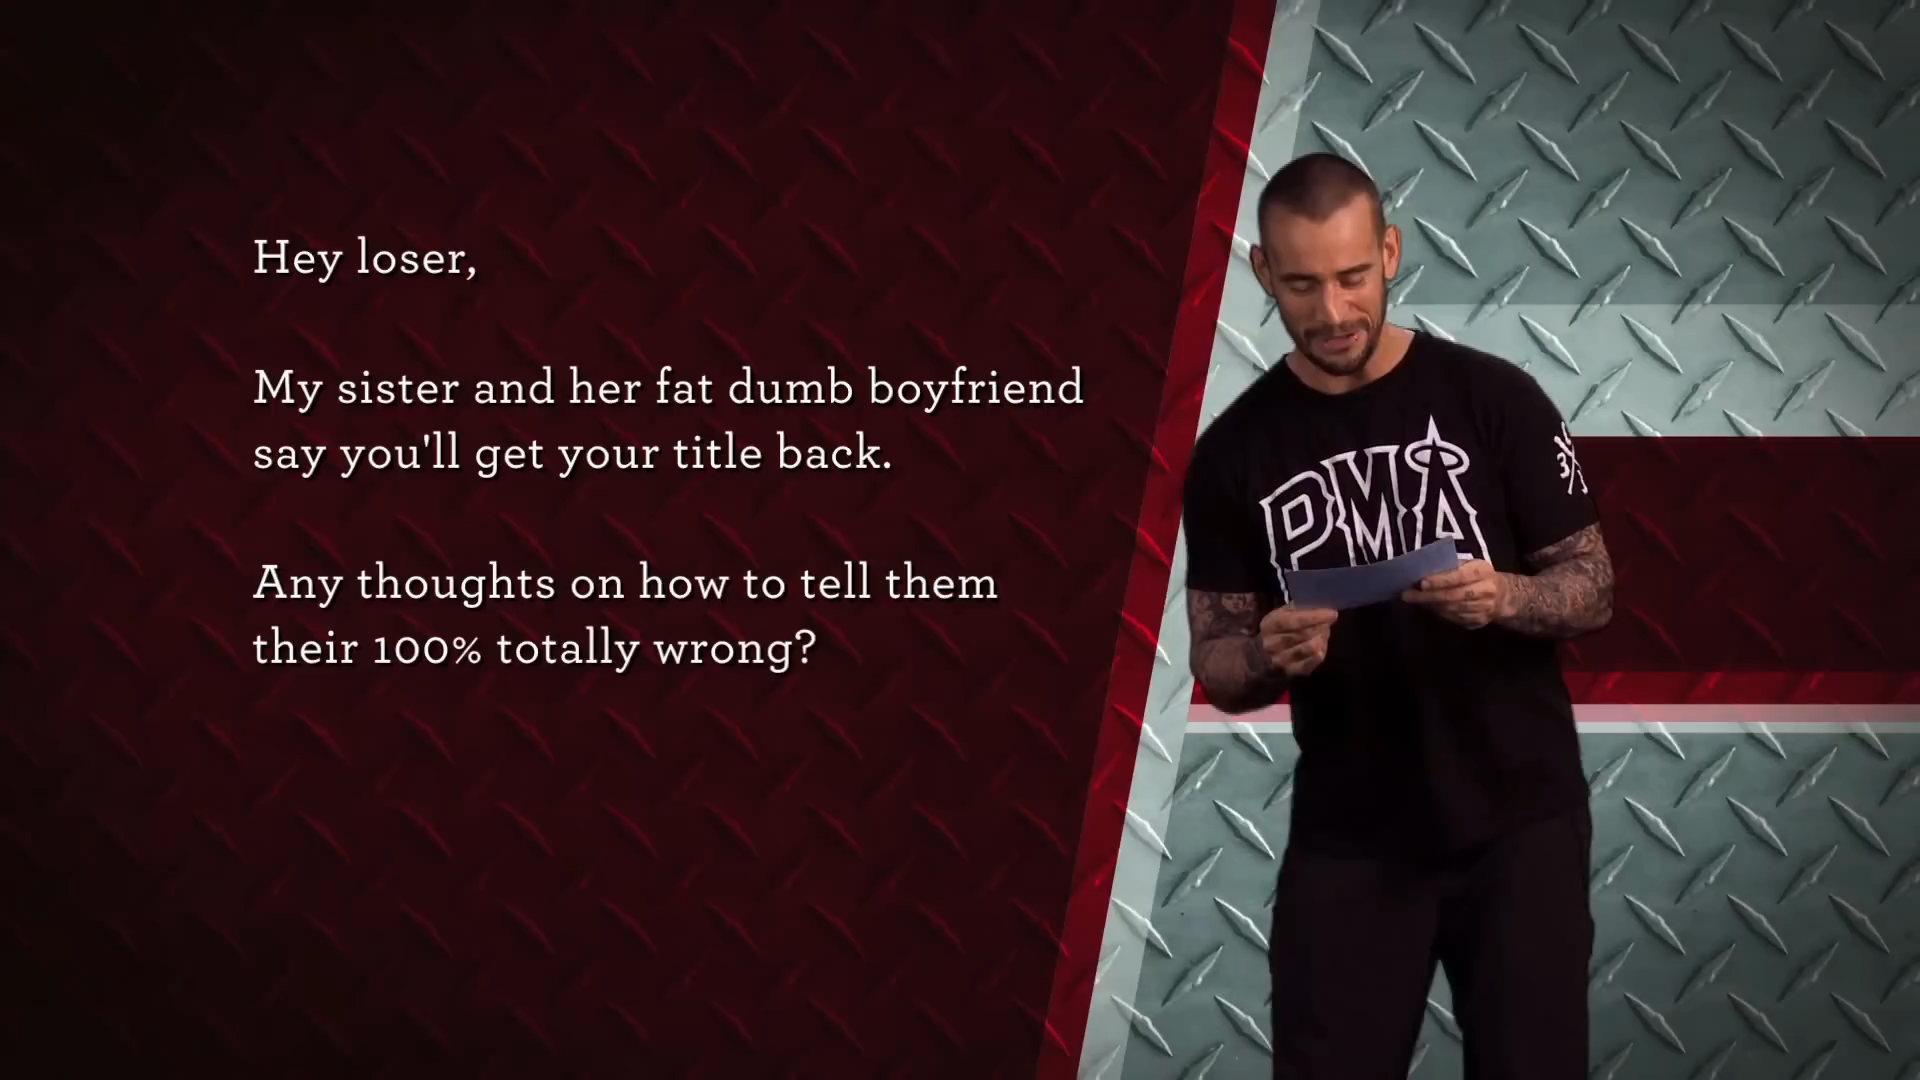 Hey loser,
My sister and her fat dumb boyfriend
say you'll get your title back.
Any thoughts on how to tell them
their 100% totally wrong?
PMA